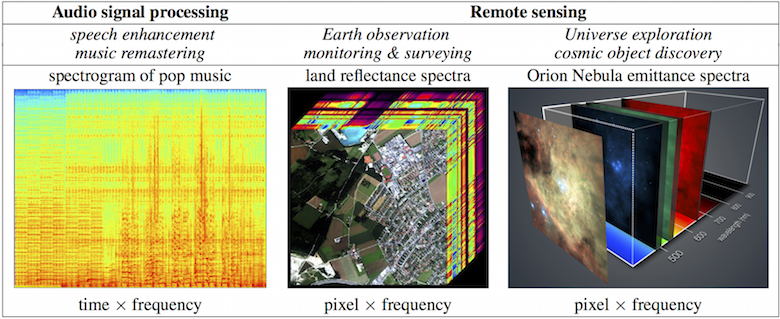 Audio signal processing
Remote sensing
speech enhancement
music remastering
Earth observation
monitoring & surveying
Universe exploration
cosmic object discovery
spectrogram of pop music
land reflectance spectra
Orion Nebula emittance spectra
500
600
700
800
wavelength (nm)
time × frequency
pixel × frequency
pixel × frequency